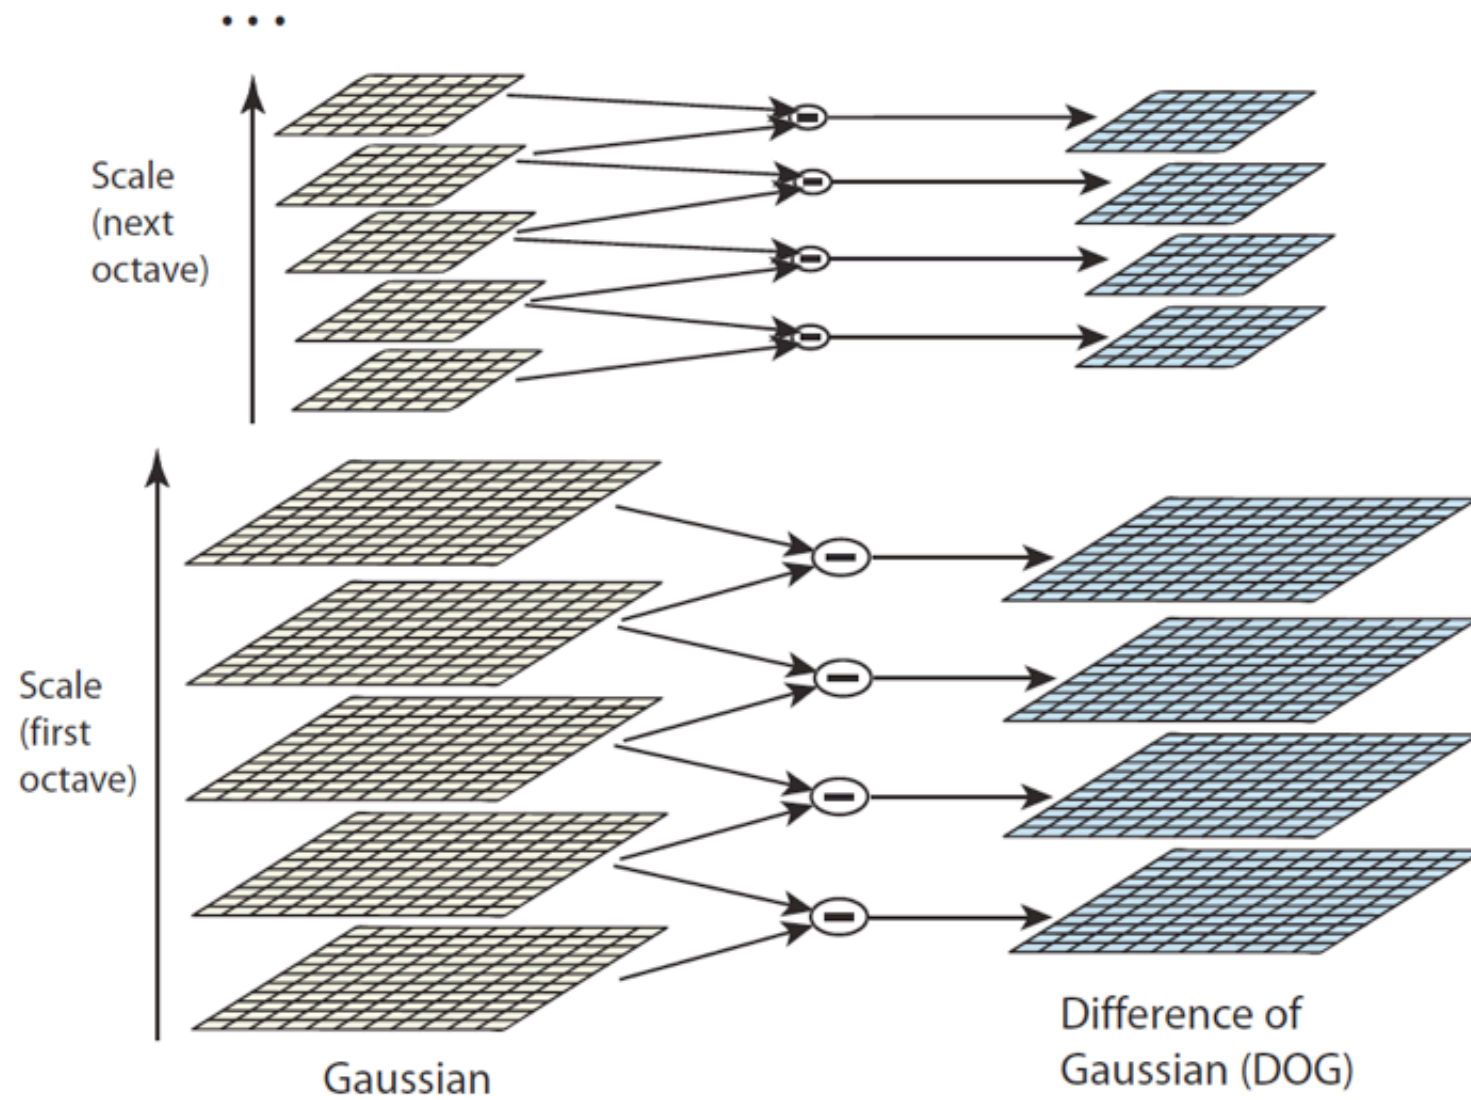 ...
Scale
(next
octave)
Scale
(first
octave)
Gaussian
Difference of
Gaussian (DOG)